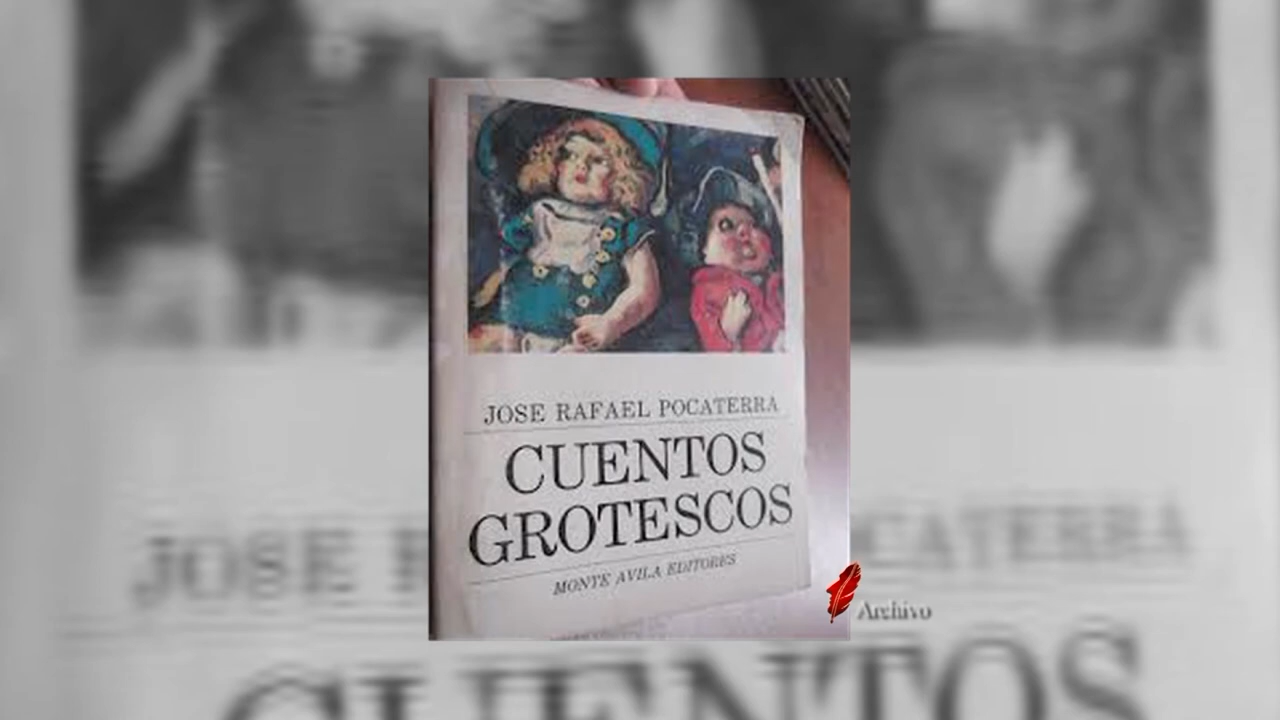 JOSE RAFAEL POCATERRA
CUENTOS
GROTESCOS
MONTE AVILA EDITORES
Archivo